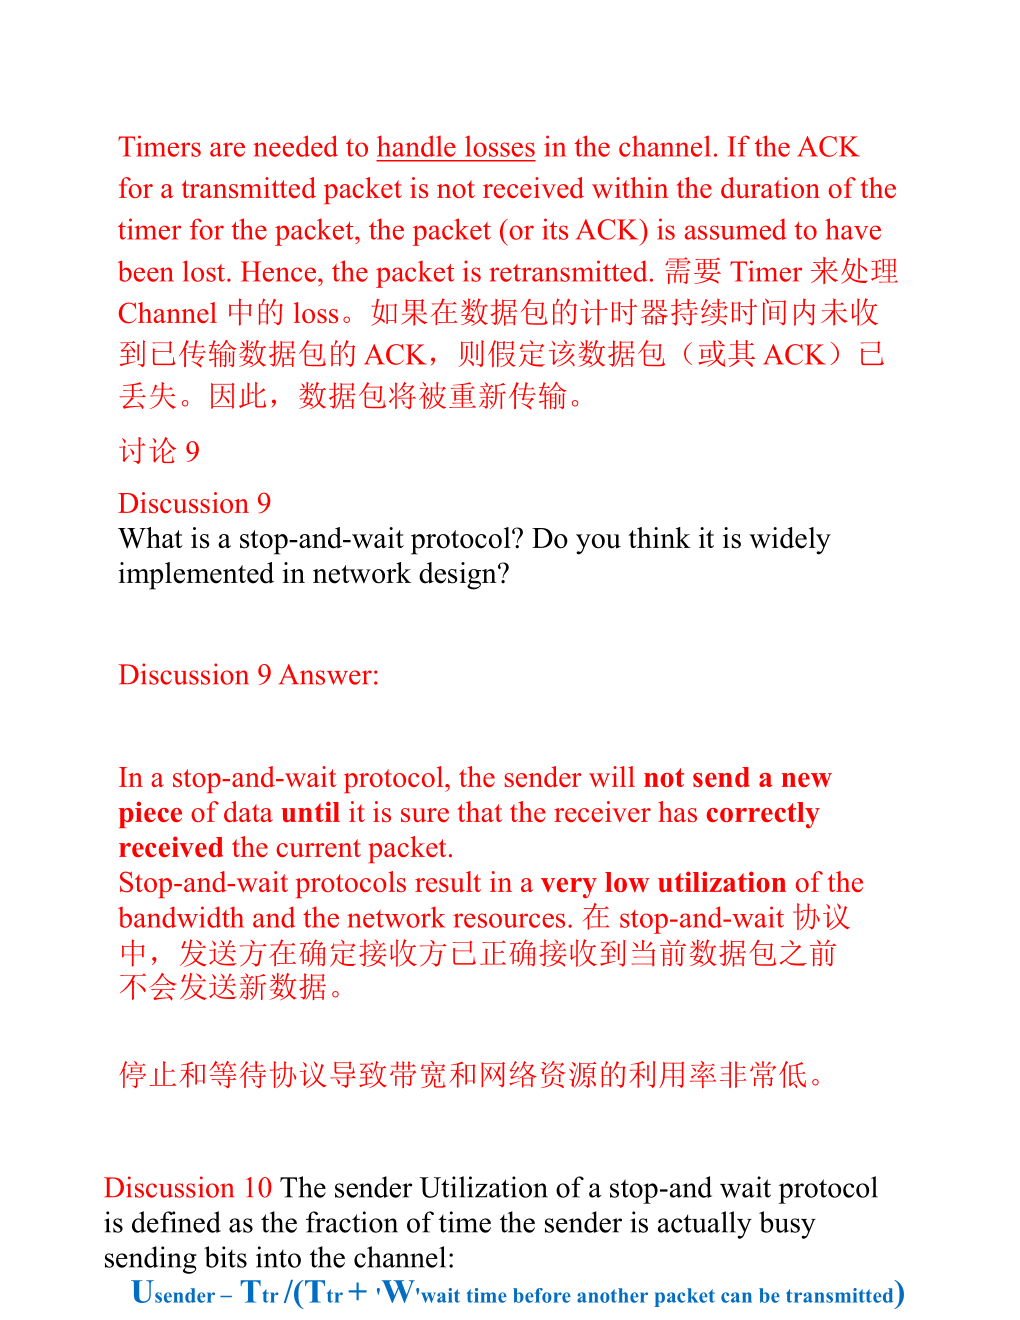 Timers are needed to handle losses in the channel. If the ACK
for a transmitted packet is not received within the duration of the
timer for the packet, the packet (or its ACK) is assumed to have
been lost. Hence, the packet is retransmitted. 需要 Timer 来处理
Channel 中的 loss。如果在数据包的计时器持续时间内未收
到已传输数据包的 ACK，则假定该数据包（或其 ACK）已
丢失。因此，数据包将被重新传输。
讨论 9
Discussion 9
What is a stop-and-wait protocol? Do you think it is widely
implemented in network design?
Discussion 9 Answer:
In a stop-and-wait protocol, the sender will not send a new
piece of data until it is sure that the receiver has correctly
received the current packet.
Stop-and-wait protocols result in a very low utilization of the
bandwidth and the network resources. 在 stop-and-wait 协议
中，发送方在确定接收方已正确接收到当前数据包之前
不会发送新数据。
停止和等待协议导致带宽和网络资源的利用率非常低。
Discussion 10 The sender Utilization of a stop-and wait protocol
is defined as the fraction of time the sender is actually busy
sending bits into the channel:
Usender – Ttr /(Ttr + 'W'wait time before another packet can be transmitted)